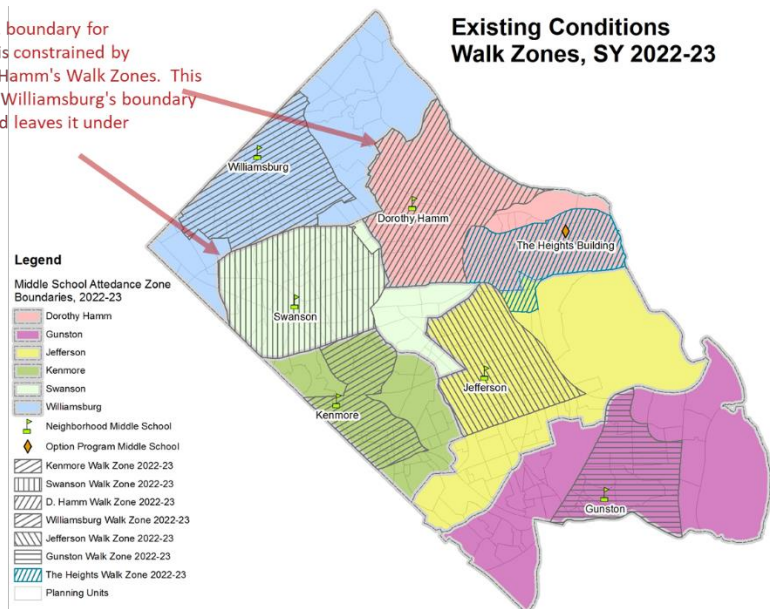 boundary for
is constrained by
Hamm's Walk Zones. This
Williamsburg's boundary
d leaves it under
Existing Conditions
Walk Zones, SY 2022-23
Williamsburg
Dorothy Hamm
The Heights Building
Swanson
Jefferson
Kenmore
Gunston
Legend
Middle School Attedance Zone
Boundaries, 2022-23
Dorothy Hamm
Gunston
Jefferson
Kenmore
Swanson
Williamsburg
Neighborhood Middle School
Option Program Middle School
Kenmore Walk Zone 2022-23
Swanson Walk Zone 2022-23
D. Hamm Walk Zone 2022-23
Williamsburg Walk Zone 2022-23
Jefferson Walk Zone 2022-23
Gunston Walk Zone 2022-23
The Heights Walk Zone 2022-23
Planning Units